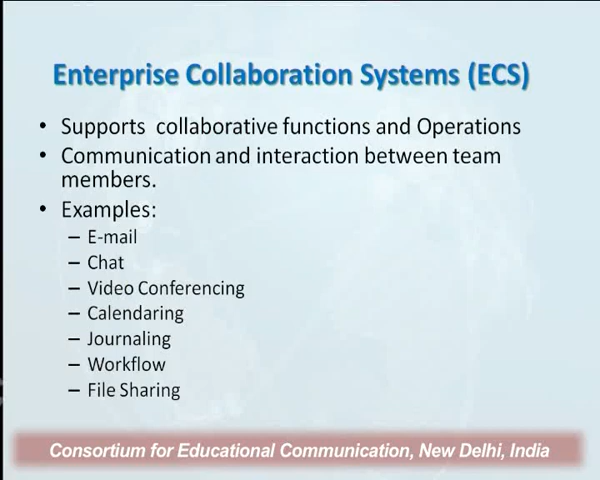 Enterprise Collaboration Systems (ECS)
• Supports collaborative functions and Operations
• Communication and interaction between team
members.
• Examples:
– E-mail
– Chat
– Video Conferencing
– Calendaring
– Journaling
– Workflow
– File Sharing
Consortium for Educational Communication, New Delhi, India